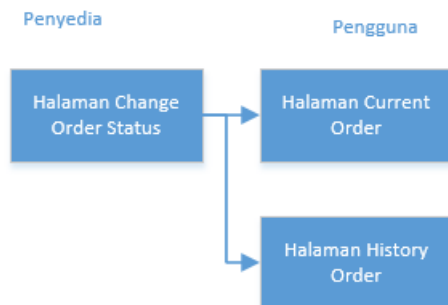 Penyedia
Pengguna
Halaman Change
Order Status
Halaman Current
Order
Halaman History
Order